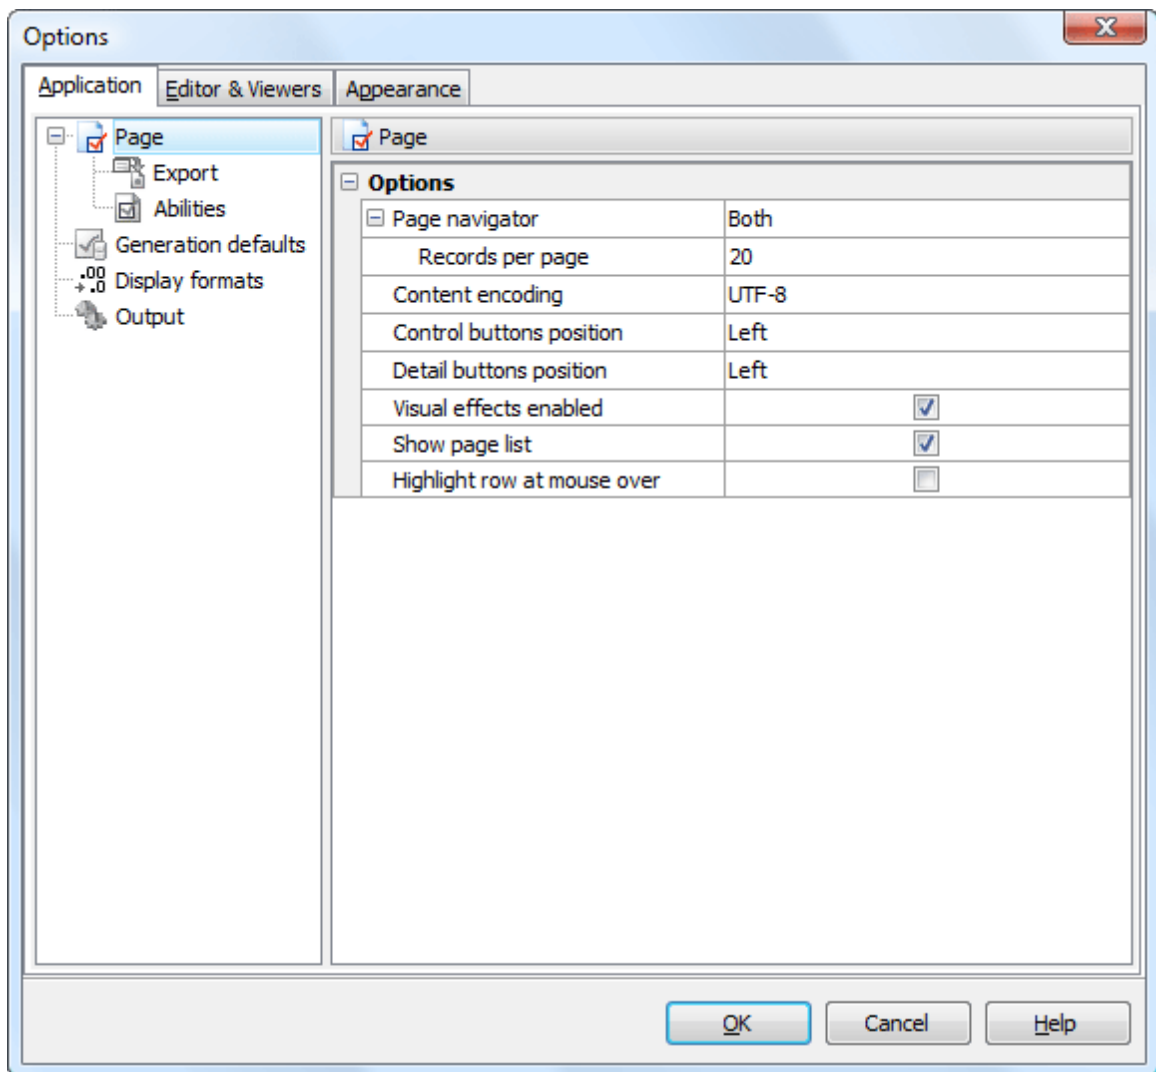 Options
Application Editor & Viewers Appearance
Page
Export
Abilities
Generation defaults
Display formats
Output
Page
Options
Page navigator Both
Records per page 20
Content encoding UTF-8
Control buttons position Left
Detail buttons position Left
Visual effects enabled
Show page list
Highlight row at mouse over
OK Cancel Help